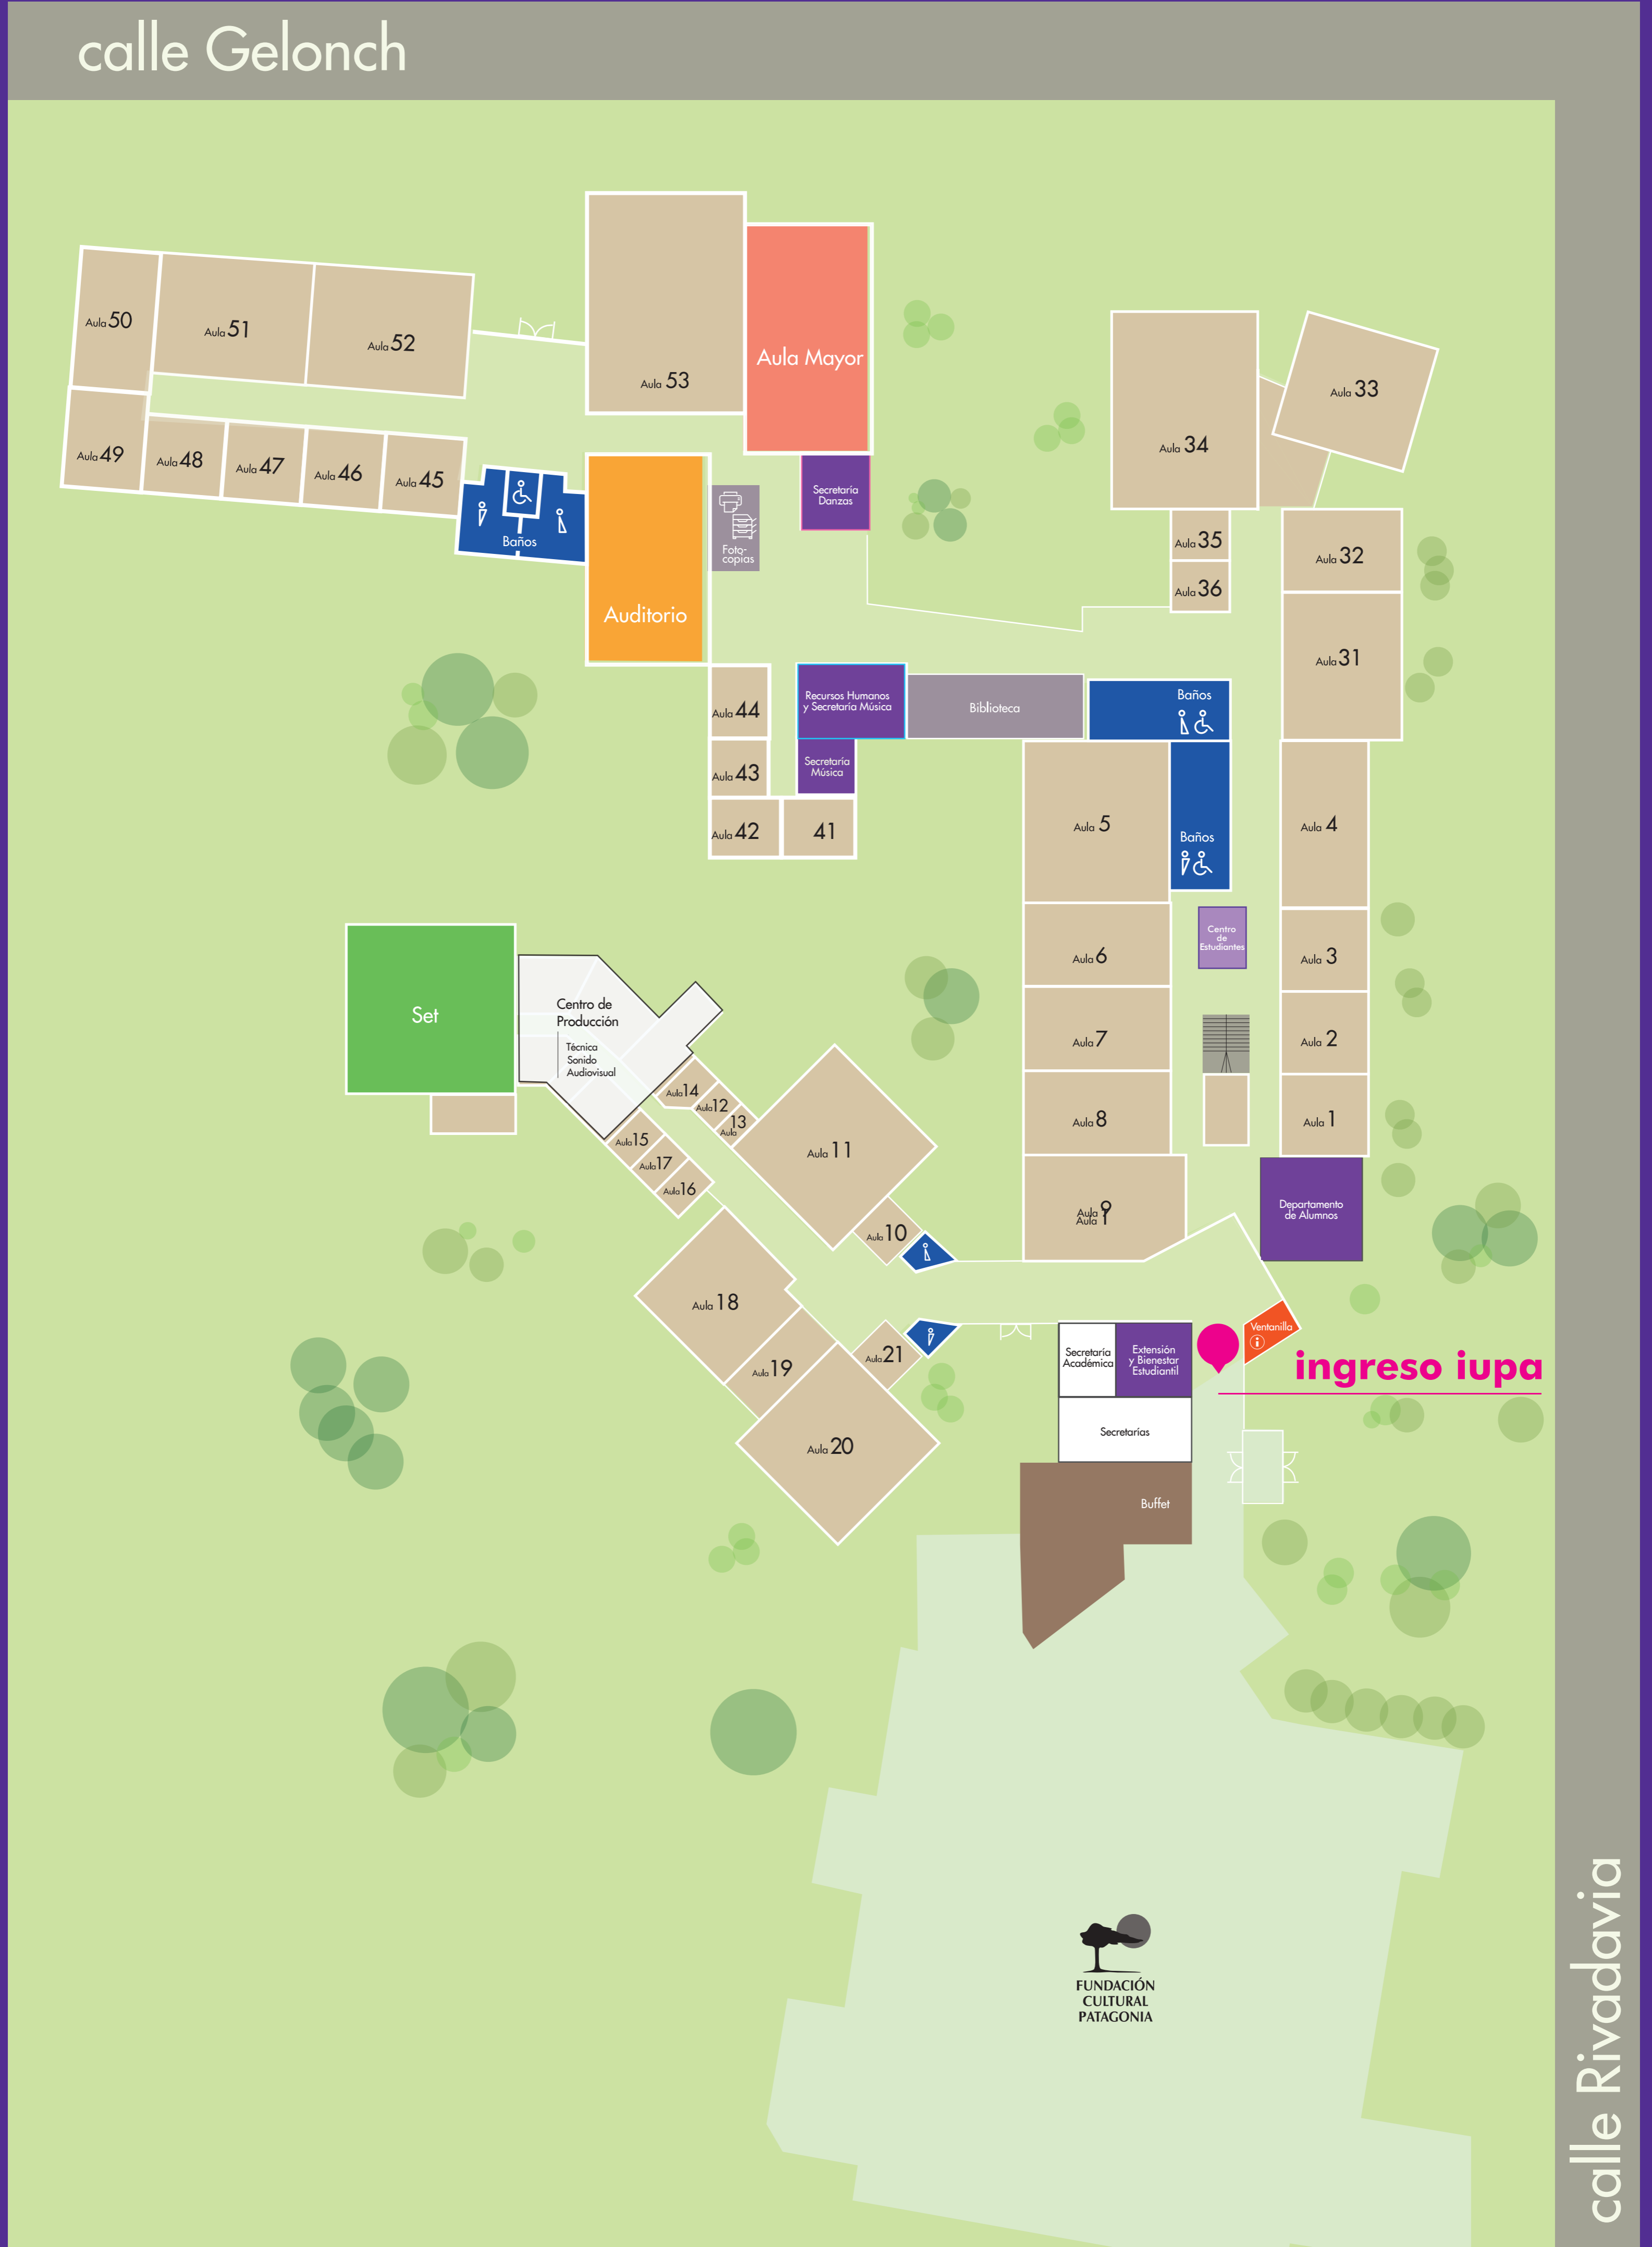 calle Gelonch
Aula 50
Aula 51
Aula 52
Aula 53
Aula Mayor
Aula 49
Aula 48
Aula 47
Aula 46
Aula 45
Baños
Auditorio
Foto-
copias
Secretaría
Danzas
Aula 34
Aula 33
Aula 35
Aula 36
Aula 32
Aula 31
Aula 44
Aula 43
Aula 42
41
Recursos Humanos
y Secretaría Música
Secretaría
Música
Biblioteca
Baños
Baños
Aula 5
Aula 4
Aula 6
Centro
de
Estudiantes
Aula 3
Aula 7
Aula 2
Aula 8
Aula 1
Aula 9
Aula
Departamento
de Alumnos
Set
Centro de
Producción
Técnica
Sonido
Audiovisual
Aula 14
Aula 12
Aula 13
Aula 15
Aula 17
Aula 16
Aula 11
Aula 10
Aula 18
Aula 19
Aula 21
Aula 20
Secretaría
Académica
Extensión
y Bienestar
Estudiantil
Ventanilla
ingreso iupa
Secretarías
Buffet
FUNDACIÓN
CULTURAL
PATAGONIA
calle Rivadavia